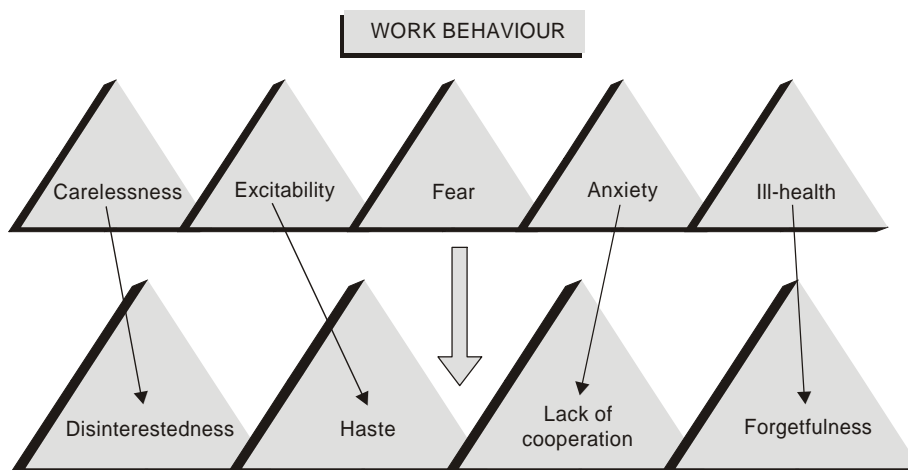 WORK BEHAVIOUR
Carelessness
Excitability
Fear
Anxiety
Ill-health
Disinterestedness
Haste
Lack of
cooperation
Forgetfulness